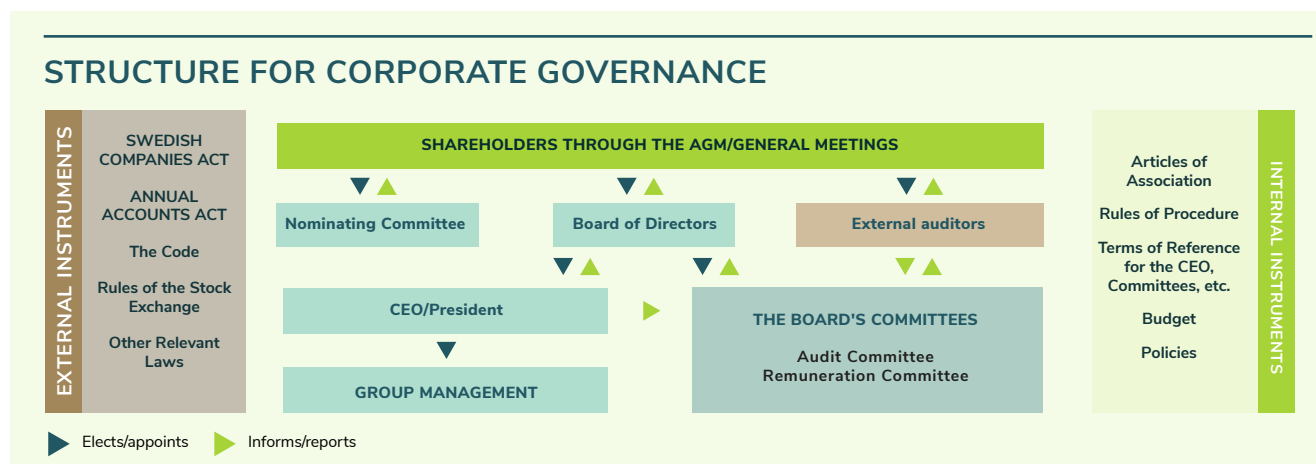 STRUCTURE FOR CORPORATE GOVERNANCE
EXTERNAL INSTRUMENTS
SWEDISH
COMPANIES ACT
ANNUAL
ACCOUNTS ACT
The Code
Rules of the Stock
Exchange
Other Relevant
Laws
SHAREHOLDERS THROUGH THE AGM/GENERAL MEETINGS
Nominating Committee
Board of Directors
External auditors
CEO/President
GROUP MANAGEMENT
THE BOARD'S COMMITTEES
Audit Committee
Remuneration Committee
Articles of
Association
Rules of Procedure
Terms of Reference
for the CEO,
Committees, etc.
Budget
Policies
INTERNAL INSTRUMENTS
Elects/appoints
Informs/reports